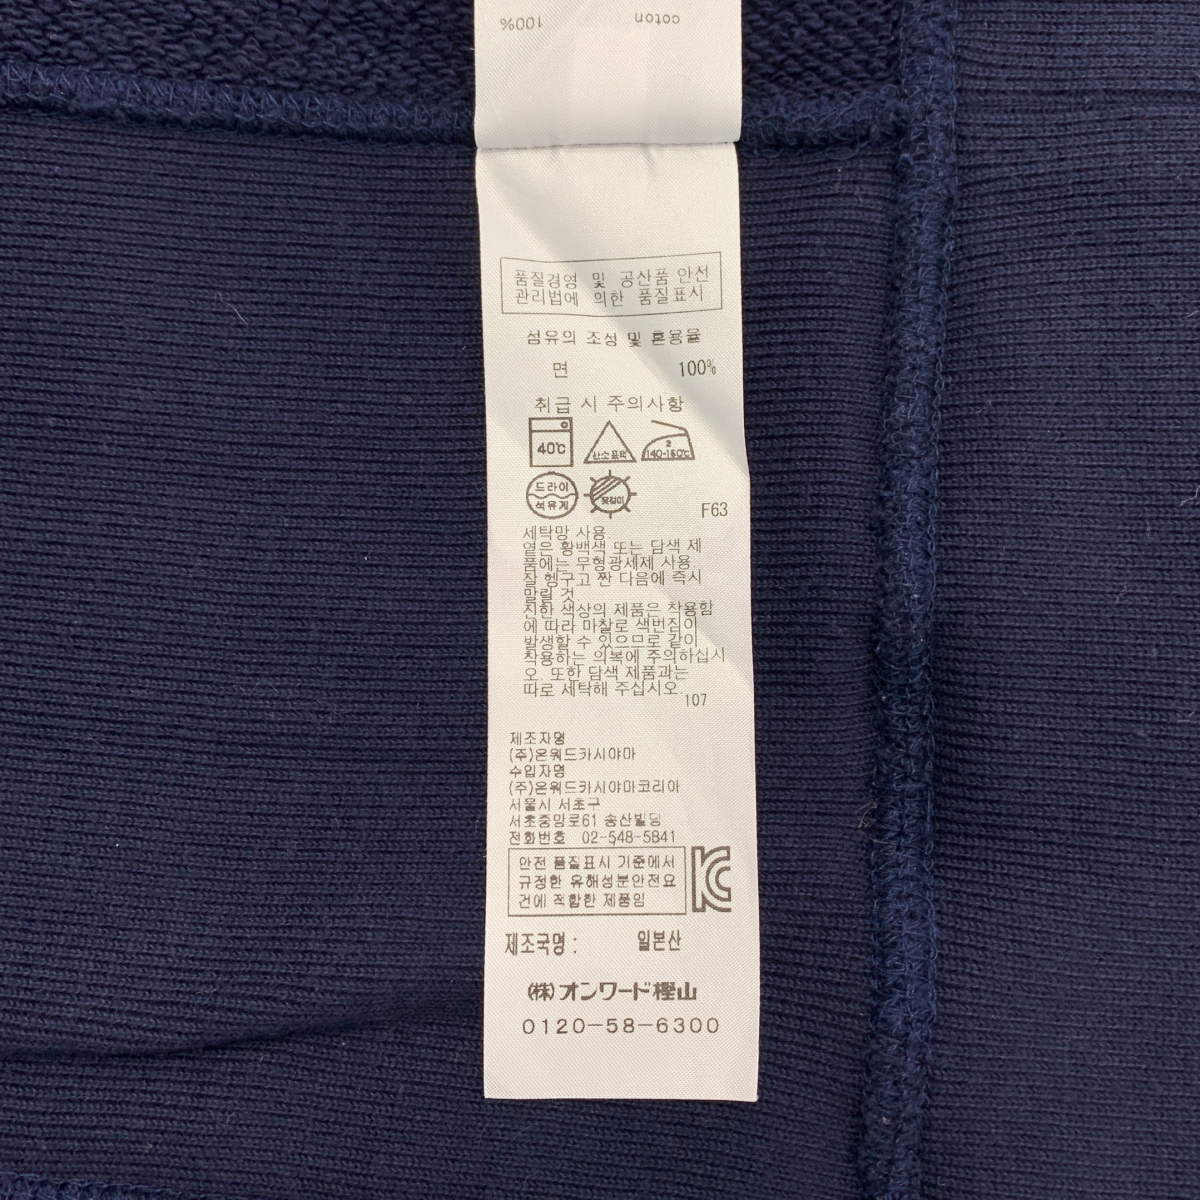 cotton 100%
품질경영 및 공산품 안전
관리법에 의한 품질표시
섬유의 조성 및 혼용율
면 100%
취급 시 주의사항
40℃ 산소표백 2 140-160℃
드라이 석유계 옷걸이
F63
세탁망 사용.
옅은 황백색 또는 담색 제
품에는 무형광세제 사용.
잘 헹구고 짠 다음에 즉시
말릴 것.
진한 색상의 제품은 착용함
에 따라 마찰로 색번짐이
발생할 수 있으므로 같이
착용하는 의복에 주의하십시
오. 또한 담색 제품과는
따로 세탁해 주십시오.
107
제조자명
(주)온워드카시야마
수입자명
(주)온워드카시야마코리아
서울시 서초구
서초중앙로61 송산빌딩
전화번호 02-548-5841
안전 품질표시 기준에서
규정한 유해성분안전요
건에 적합한 제품임
제조국명 : 일본산
(株)オンワード樫山
0120-58-6300